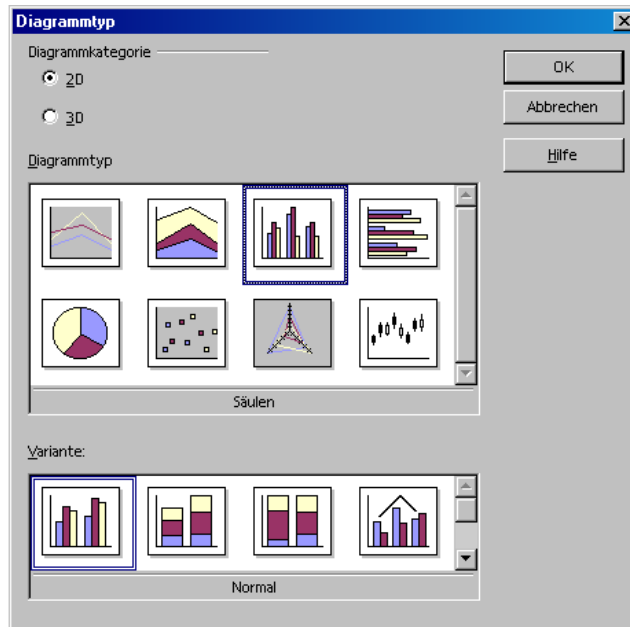 Diagrammtyp
Diagrammkategorie
2D
3D
OK
Abbrechen
Hilfe
Diagrammtyp
Säulen
Variante:
Normal